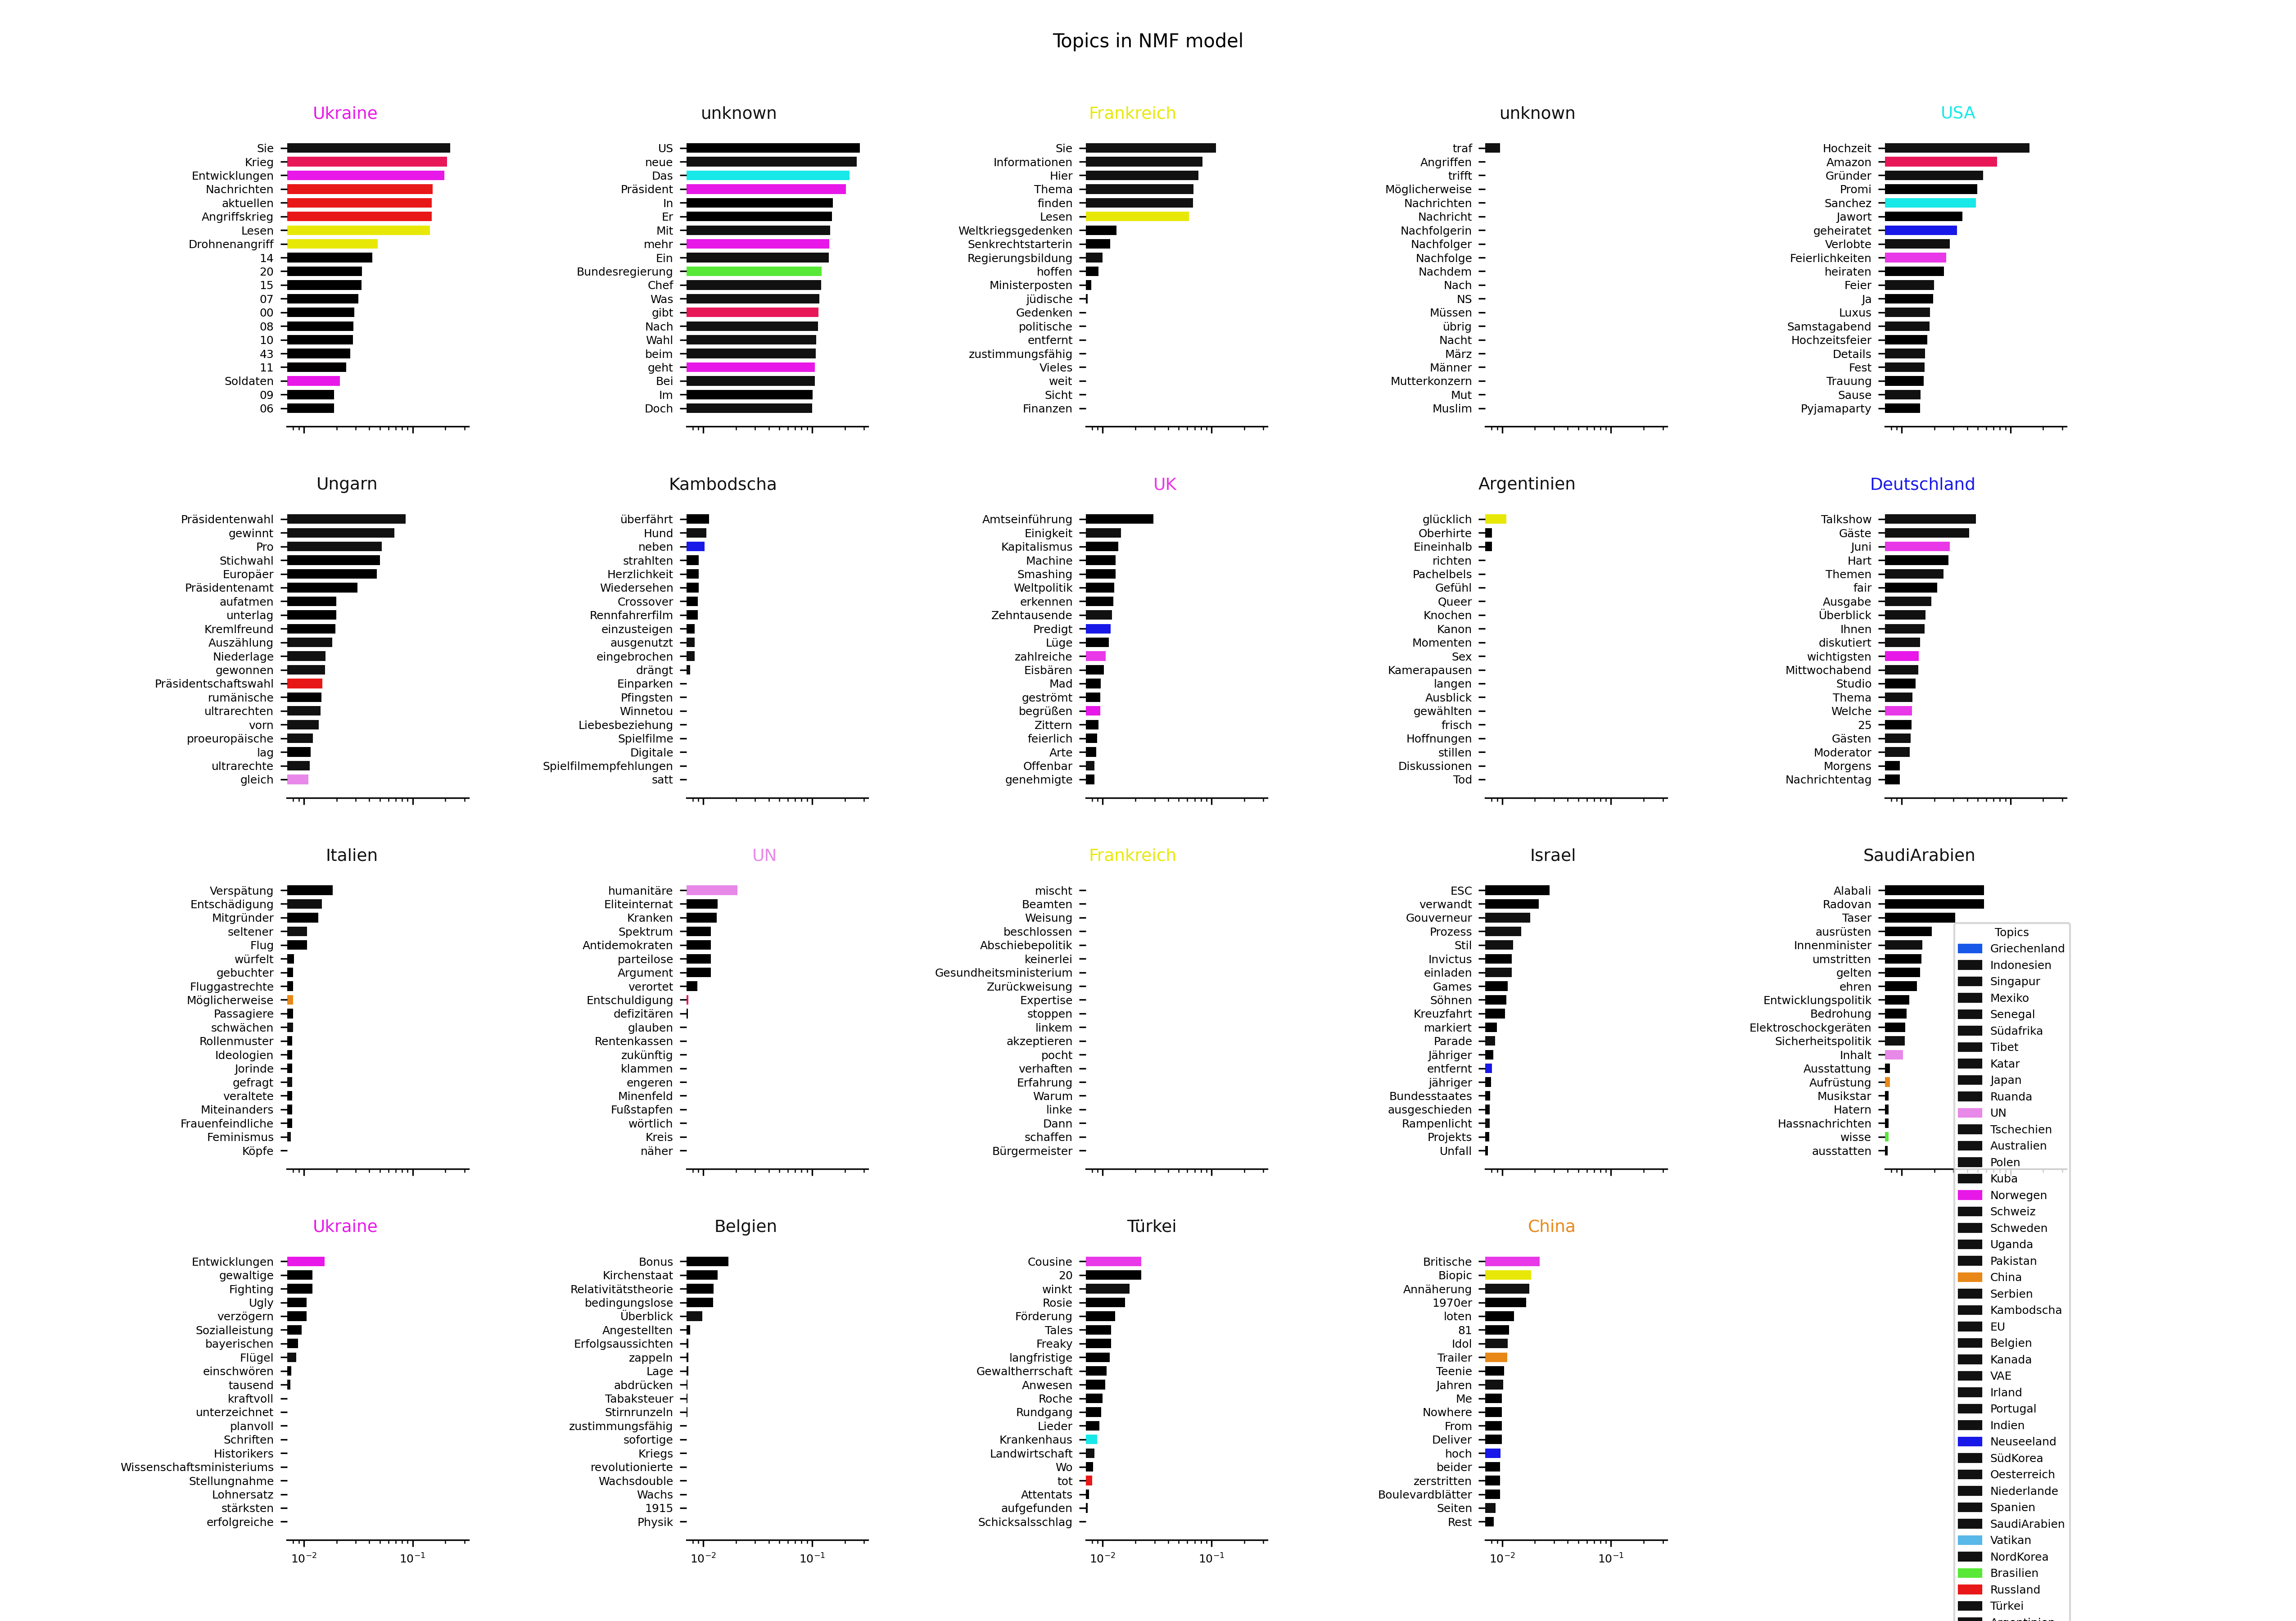 Topics in NMF model
Ukraine
Sie
Krieg
Entwicklungen
Nachrichten
aktuellen
Angriffskrieg
Lesen
Drohnenangriff
14
20
15
07
00
08
10
43
11
Soldaten
09
06
unknown
US
neue
Das
Präsident
In
Er
Mit
mehr
Ein
Bundesregierung
Chef
Was
gibt
Nach
Wahl
beim
geht
Bei
Im
Doch
Frankreich
Sie
Informationen
Hier
Thema
finden
Lesen
Weltkriegsgedenken
Senkrechtstarterin
Regierungsbildung
hoffen
Ministerposten
jüdische
Gedenken
politische
entfernt
zustimmungsfähig
Vieles
weit
Sicht
Finanzen
unknown
traf
Angriffen
trifft
Möglicherweise
Nachrichten
Nachricht
Nachfolgerin
Nachfolger
Nachfolge
Nachdem
Nach
NS
Müssen
übrig
Nacht
März
Männer
Mutterkonzern
Mut
Muslim
USA
Hochzeit
Amazon
Gründer
Promi
Sanchez
Jawort
geheiratet
Verlobte
Feierlichkeiten
heiraten
Feier
Ja
Luxus
Samstagabend
Hochzeitsfeier
Details
Fest
Trauung
Sause
Pyjamaparty
Ungarn
Präsidentenwahl
gewinnt
Pro
Stichwahl
Europäer
Präsidentenamt
aufatmen
unterlag
Kremlfreund
Auszählung
Niederlage
gewonnen
Präsidentschaftswahl
rumänische
ultrarechten
vorn
proeuropäische
lag
ultrarechte
gleich
Kambodscha
überfährt
Hund
neben
strahlten
Herzlichkeit
Wiedersehen
Crossover
Rennfahrerfilm
einzusteigen
ausgenutzt
eingebrochen
drängt
Einparken
Pfingsten
Winnetou
Liebesbeziehung
Spielfilme
Digitale
Spielfilmempfehlungen
satt
UK
Amtseinführung
Einigkeit
Kapitalismus
Machine
Smashing
Weltpolitik
erkennen
Zehntausende
Predigt
Lüge
zahlreiche
Eisbären
Mad
geströmt
begrüßen
Zittern
feierlich
Arte
Offenbar
genehmigte
Argentinien
glücklich
Oberhirte
Eineinhalb
richten
Pachelbels
Gefühl
Queer
Knochen
Kanon
Momenten
Sex
Kamerapausen
langen
Ausblick
gewählten
frisch
Hoffnungen
stillen
Diskussionen
Tod
Deutschland
Talkshow
Gäste
Juni
Hart
Themen
fair
Ausgabe
Überblick
Ihnen
diskutiert
wichtigsten
Mittwochabend
Studio
Thema
Welche
25
Gästen
Moderator
Morgens
Nachrichtentag
Italien
Verspätung
Entschädigung
Mitgründer
seltener
Flug
würfelt
gebuchter
Fluggastrechte
Möglicherweise
Passagiere
schwächen
Rollenmuster
Ideologien
Jorinde
gefragt
veraltete
Miteinanders
Frauenfeindliche
Feminismus
Köpfe
UN
humanitäre
Eliteinternat
Kranken
Spektrum
Antidemokraten
parteilose
Argument
verortet
Entschuldigung
defizitären
glauben
Rentenkassen
zukünftig
klammen
engeren
Minenfeld
Fußstapfen
wörtlich
Kreis
näher
Frankreich
mischt
Beamten
Weisung
beschlossen
Abschiebepolitik
keinerlei
Gesundheitsministerium
Zurückweisung
Expertise
stoppen
linkem
akzeptieren
pocht
verhaften
Erfahrung
Warum
linke
Dann
schaffen
Bürgermeister
Israel
ESC
verwandt
Gouverneur
Prozess
Stil
Invictus
einladen
Games
Söhnen
Kreuzfahrt
markiert
Parade
Jähriger
entfernt
jähriger
Bundesstaates
ausgeschieden
Rampenlicht
Projekts
Unfall
SaudiArabien
Alabali
Radovan
Taser
ausrüsten
Innenminister
umstritten
gelten
ehren
Entwicklungspolitik
Bedrohung
Elektroschockgeräten
Sicherheitspolitik
Inhalt
Ausstattung
Aufrüstung
Musikstar
Hatern
Hassnachrichten
wisse
ausstatten
Ukraine
Entwicklungen
gewaltige
Fighting
Ugly
verzögern
Sozialleistung
bayerischen
Flügel
einschwören
tausend
kraftvoll
unterzeichnet
planvoll
Schriften
Historikers
Wissenschaftsministeriums
Stellungnahme
Lohnersatz
stärksten
erfolgreiche
10⁻² 10⁻¹
Belgien
Bonus
Kirchenstaat
Relativitätstheorie
bedingungslose
Überblick
Angestellten
Erfolgsaussichten
zappeln
Lage
abdrücken
Tabaksteuer
Stirnrunzeln
zustimmungsfähig
sofortige
Kriegs
revolutionierte
Wachsdouble
Wachs
1915
Physik
10⁻² 10⁻¹
Türkei
Cousine
20
winkt
Rosie
Förderung
Tales
Freaky
langfristige
Gewaltherrschaft
Anwesen
Roche
Rundgang
Lieder
Krankenhaus
Landwirtschaft
Wo
tot
Attentats
aufgefunden
Schicksalsschlag
10⁻² 10⁻¹
China
Britische
Biopic
Annäherung
1970er
loten
81
Idol
Trailer
Teenie
Jahren
Me
Nowhere
From
Deliver
hoch
beider
zerstritten
Boulevardblätter
Seiten
Rest
10⁻² 10⁻¹
Topics
Griechenland
Indonesien
Singapur
Mexiko
Senegal
Südafrika
Tibet
Katar
Japan
Ruanda
UN
Tschechien
Australien
Polen
Kuba
Norwegen
Schweiz
Schweden
Uganda
Pakistan
China
Serbien
Kambodscha
EU
Belgien
Kanada
VAE
Irland
Portugal
Indien
Neuseeland
SüdKorea
Oesterreich
Niederlande
Spanien
SaudiArabien
Vatikan
NordKorea
Brasilien
Russland
Türkei